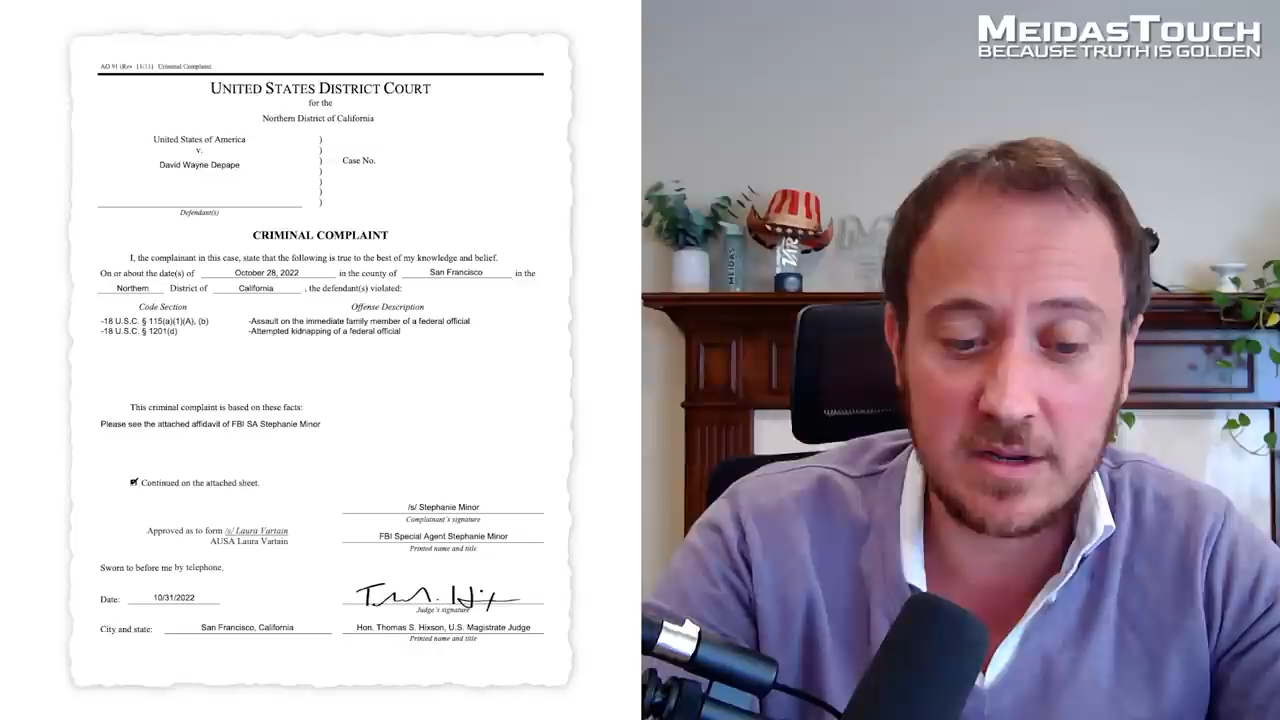 AO 91 (Rev. 11/11) Criminal Complaint
UNITED STATES DISTRICT COURT
for the
Northern District of California
United States of America
v.
David Wayne Depape
Defendant(s)
)
)
)
)
)
)
)
Case No.
CRIMINAL COMPLAINT
I, the complainant in this case, state that the following is true to the best of my knowledge and belief.
On or about the date(s) of October 28, 2022 in the county of San Francisco in the
Northern District of California , the defendant(s) violated:
Code Section Offense Description
-18 U.S.C. § 115(a)(1)(A), (b) -Assault on the immediate family member of a federal official
-18 U.S.C. § 1201(d) -Attempted kidnapping of a federal official
This criminal complaint is based on these facts:
Please see the attached affidavit of FBI SA Stephanie Minor
Continued on the attached sheet.
/s/ Stephanie Minor
Complainant's signature
Approved as to form /s/ Laura Vartain
AUSA Laura Vartain
FBI Special Agent Stephanie Minor
Printed name and title
Sworn to before me by telephone.
Date: 10/31/2022
Judge's signature
City and state: San Francisco, California
Hon. Thomas S. Hixson, U.S. Magistrate Judge
Printed name and title
MEIDASTOUCH
BECAUSE TRUTH IS GOLDEN
MEIDAS